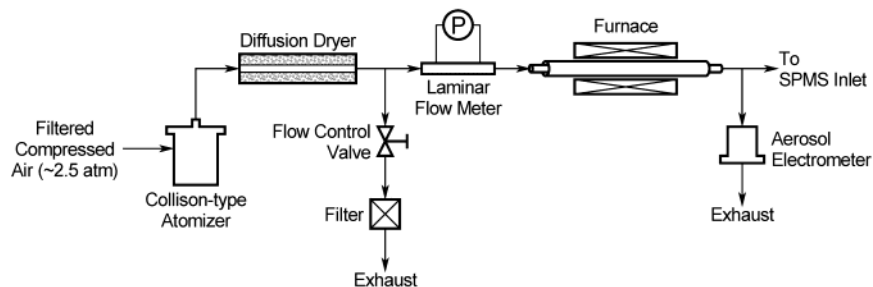 Diffusion Dryer
P
Furnace
To
SPMS Inlet
Laminar
Flow Meter
Filtered
Compressed
Air (~2.5 atm)
Flow Control
Valve
Aerosol
Electrometer
Collison-type
Atomizer
Filter
Exhaust
Exhaust